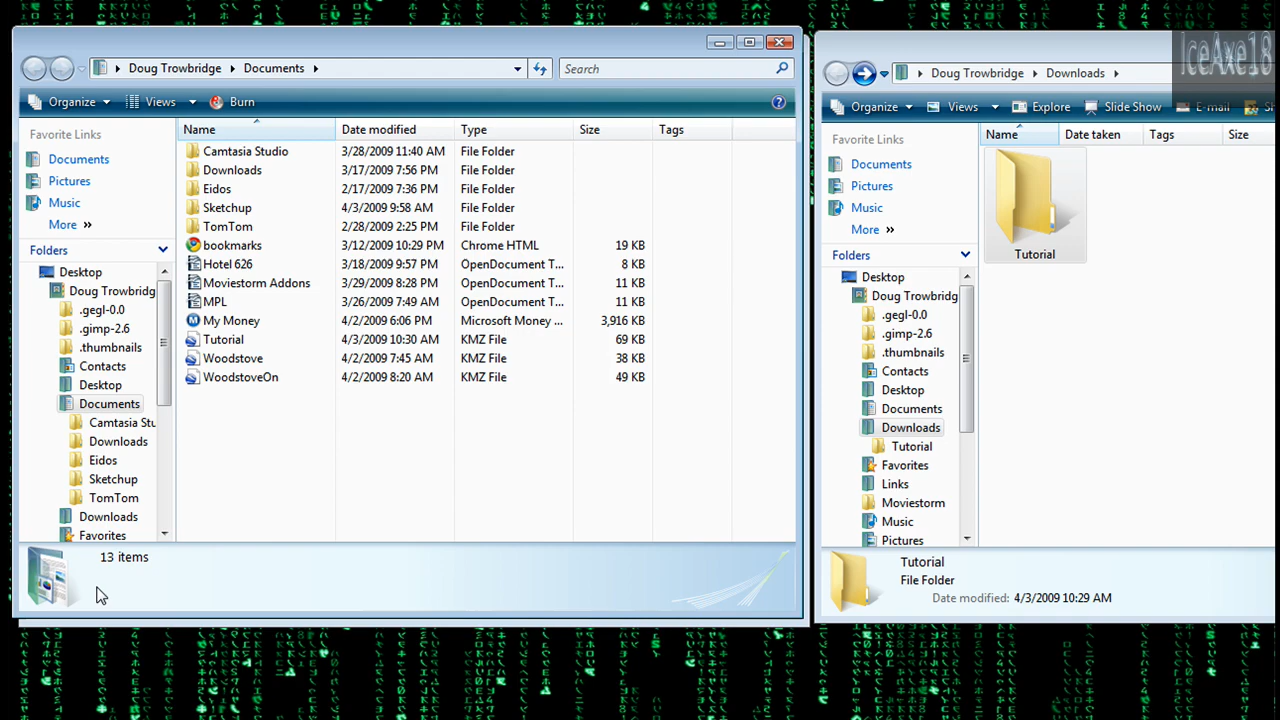 Doug Trowbridge Documents
Search
Organize Views Burn
Favorite Links
Documents
Pictures
Music
More »
Folders
Desktop
Doug Trowbridg
.gegl-0.0
.gimp-2.6
.thumbnails
Contacts
Desktop
Documents
Camtasia Stu
Downloads
Eidos
Sketchup
TomTom
Downloads
Favorites
Name Date modified Type Size Tags
Camtasia Studio 3/28/2009 11:40 AM File Folder
Downloads 3/17/2009 7:56 PM File Folder
Eidos 2/17/2009 7:36 PM File Folder
Sketchup 4/3/2009 9:58 AM File Folder
TomTom 2/28/2009 2:25 PM File Folder
bookmarks 3/12/2009 10:29 PM Chrome HTML 19 KB
Hotel 626 3/18/2009 9:57 PM OpenDocument T... 8 KB
Moviestorm Addons 3/29/2009 8:28 PM OpenDocument T... 11 KB
MPL 3/26/2009 7:49 AM OpenDocument T... 11 KB
My Money 4/2/2009 6:06 PM Microsoft Money ... 3,916 KB
Tutorial 4/3/2009 10:30 AM KMZ File 69 KB
Woodstove 4/2/2009 7:45 AM KMZ File 38 KB
WoodstoveOn 4/2/2009 8:20 AM KMZ File 49 KB
13 items
IceAxe18
Doug Trowbridge Downloads
Organize Views Explore Slide Show E-mail
Favorite Links
Documents
Pictures
Music
More »
Folders
Desktop
Doug Trowbridg
.gegl-0.0
.gimp-2.6
.thumbnails
Contacts
Desktop
Documents
Downloads
Tutorial
Favorites
Links
Moviestorm
Music
Pictures
Name Date taken Tags Size
Tutorial
Tutorial
File Folder
Date modified: 4/3/2009 10:29 AM